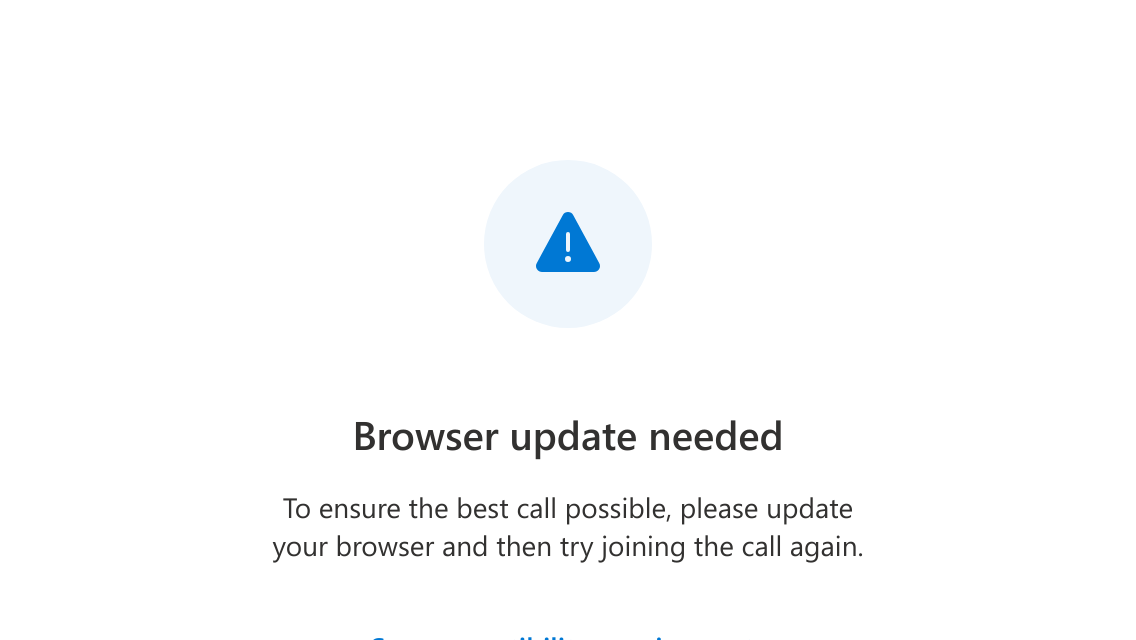 Browser update needed
To ensure the best call possible, please update
your browser and then try joining the call again.